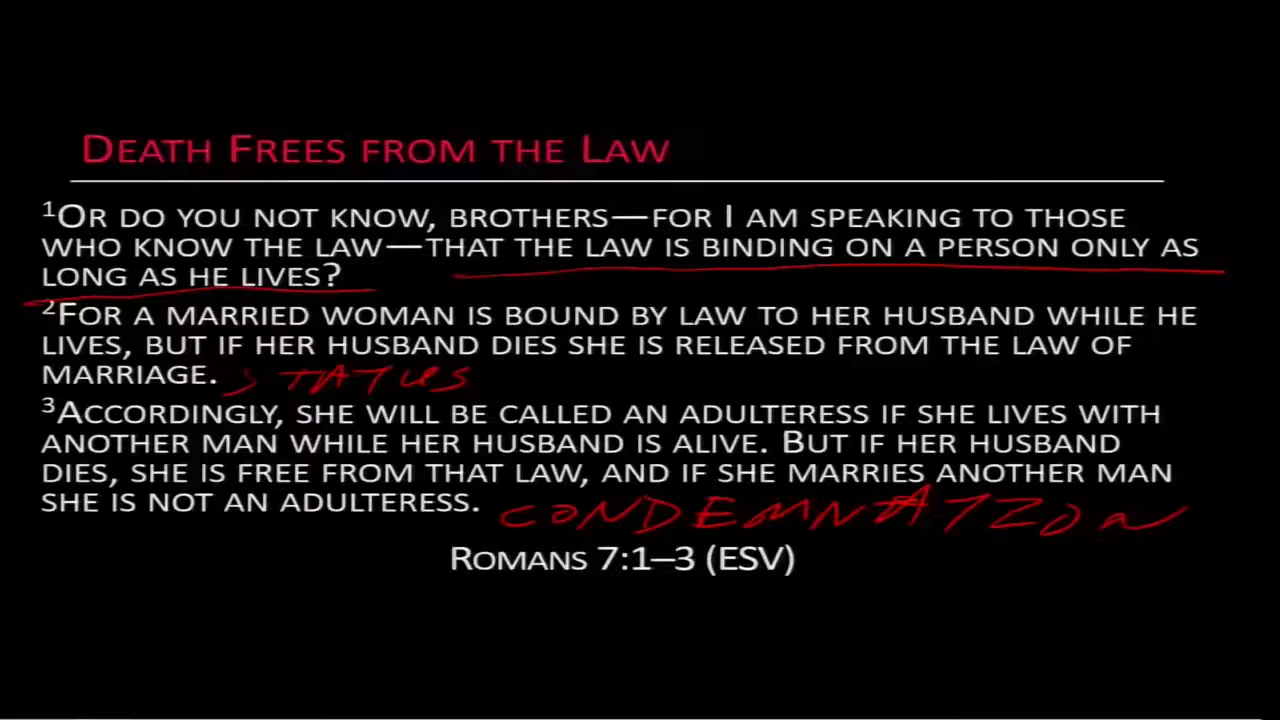 Death Frees from the Law
1Or do you not know, brothers—for I am speaking to those
who know the law—that the law is binding on a person only as
long as he lives?
2For a married woman is bound by law to her husband while he
lives, but if her husband dies she is released from the law of
marriage. STATUS
3Accordingly, she will be called an adulteress if she lives with
another man while her husband is alive. But if her husband
dies, she is free from that law, and if she marries another man
she is not an adulteress. CONDEMNATION
Romans 7:1–3 (ESV)